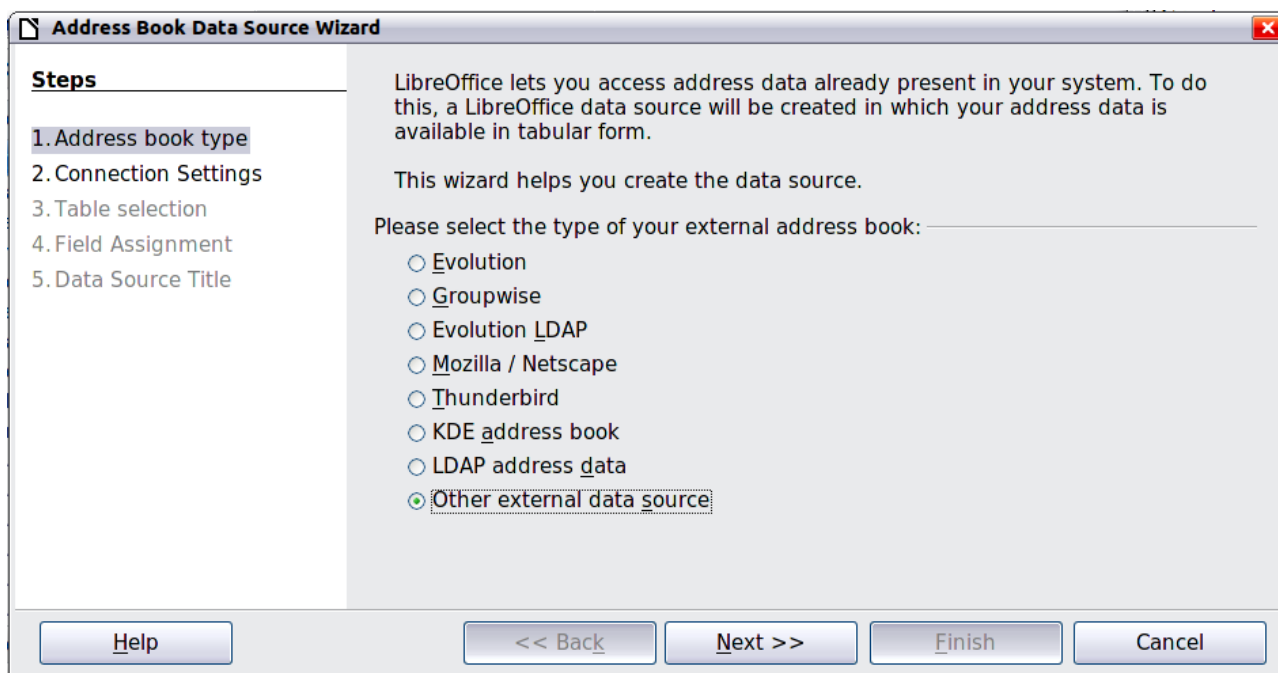 Address Book Data Source Wizard
Steps
1. Address book type
2. Connection Settings
3. Table selection
4. Field Assignment
5. Data Source Title
LibreOffice lets you access address data already present in your system. To do
this, a LibreOffice data source will be created in which your address data is
available in tabular form.
This wizard helps you create the data source.
Please select the type of your external address book:
Evolution
Groupwise
Evolution LDAP
Mozilla / Netscape
Thunderbird
KDE address book
LDAP address data
Other external data source
Help
<< Back
Next >>
Finish
Cancel